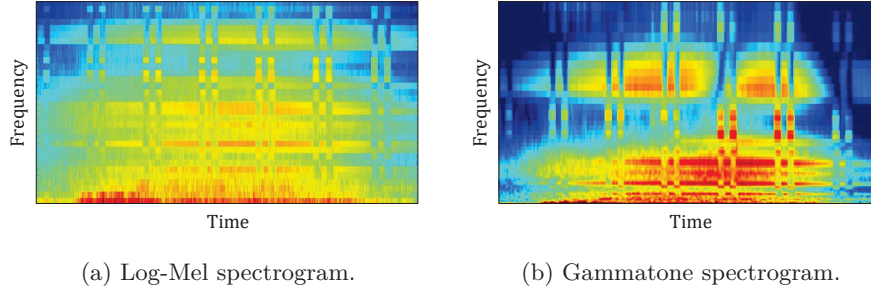 Frequency
Time
(a) Log-Mel spectrogram.
Frequency
Time
(b) Gammatone spectrogram.